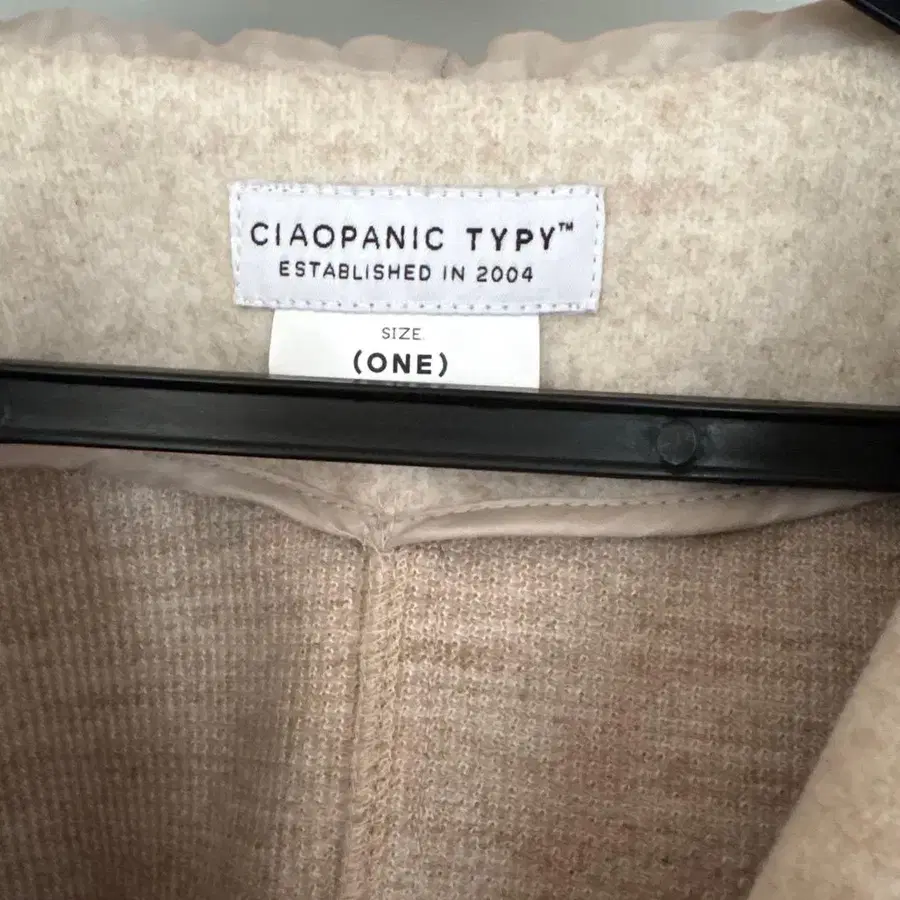 CIAOPANIC TYPY™
ESTABLISHED IN 2004
SIZE
(ONE)